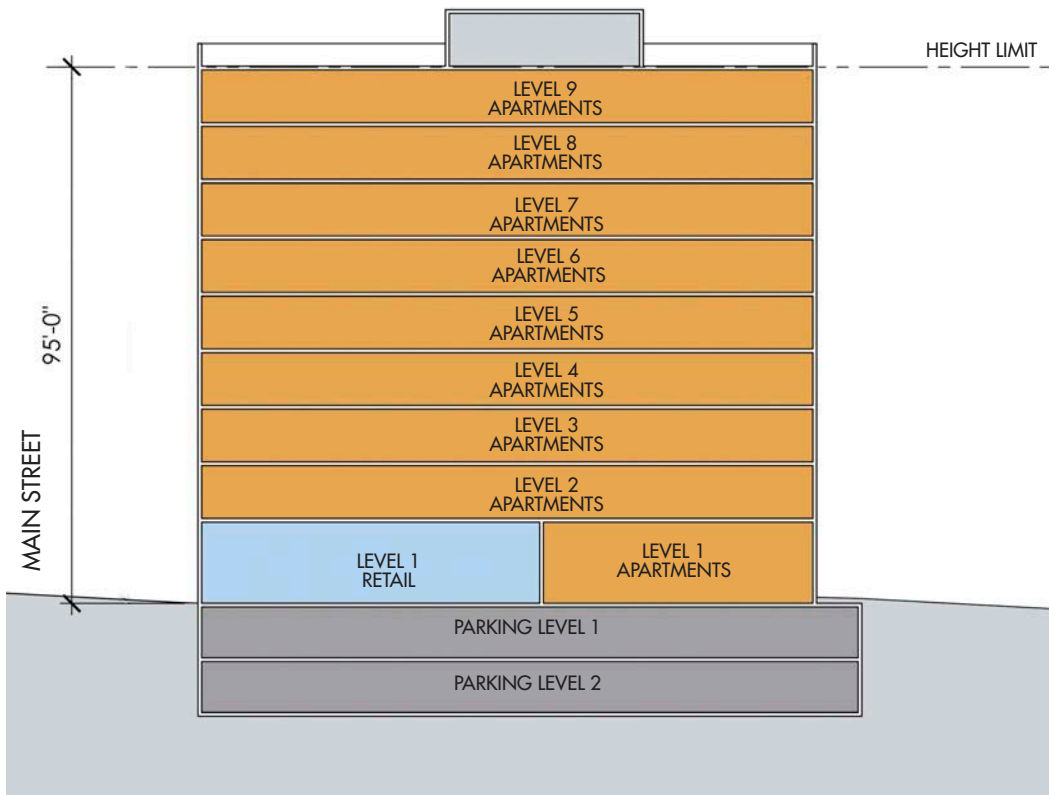 HEIGHT LIMIT
LEVEL 9
APARTMENTS
LEVEL 8
APARTMENTS
LEVEL 7
APARTMENTS
LEVEL 6
APARTMENTS
LEVEL 5
APARTMENTS
LEVEL 4
APARTMENTS
LEVEL 3
APARTMENTS
LEVEL 2
APARTMENTS
LEVEL 1
RETAIL
LEVEL 1
APARTMENTS
PARKING LEVEL 1
PARKING LEVEL 2
95'-0"
MAIN STREET